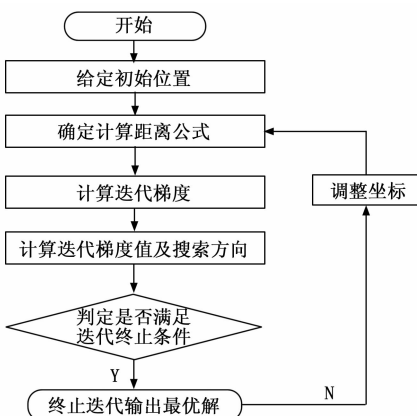 开始
给定初始位置
确定计算距离公式
计算迭代梯度
调整坐标
计算迭代梯度值及搜索方向
判定是否满足
迭代终止条件
Y
N
终止迭代输出最优解